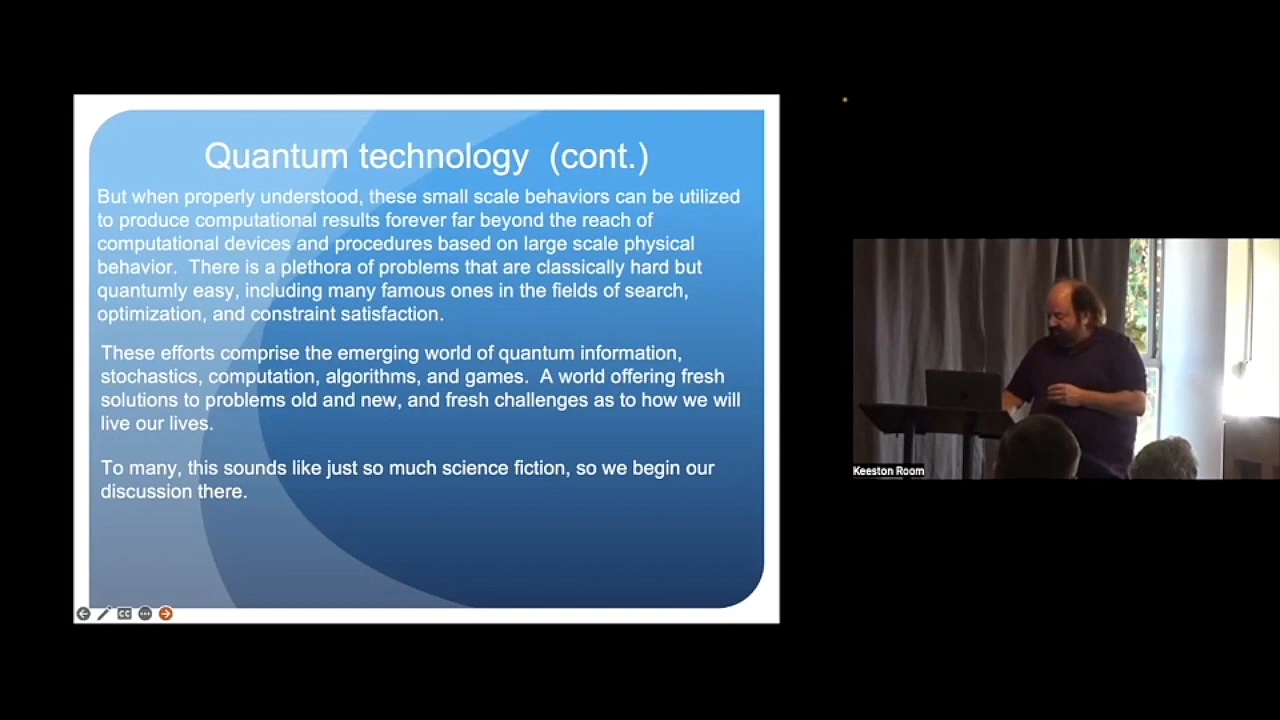 Quantum technology (cont.)
But when properly understood, these small scale behaviors can be utilized
to produce computational results forever far beyond the reach of
computational devices and procedures based on large scale physical
behavior. There is a plethora of problems that are classically hard but
quantumly easy, including many famous ones in the fields of search,
optimization, and constraint satisfaction.
These efforts comprise the emerging world of quantum information,
stochastics, computation, algorithms, and games. A world offering fresh
solutions to problems old and new, and fresh challenges as to how we will
live our lives.
To many, this sounds like just so much science fiction, so we begin our
discussion there.
CC
Keeston Room